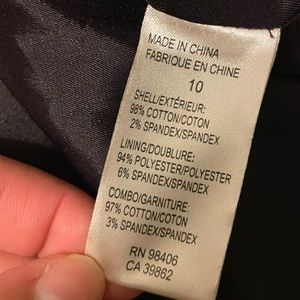 MADE IN CHINA
FABRIQUE EN CHINE
10
SHELL/EXTÉRIEUR:
98% COTTON/COTON
2% SPANDEX/SPANDEX
LINING/DOUBLURE:
94% POLYESTER/POLYESTER
6% SPANDEX/SPANDEX
COMBO/GARNITURE:
97% COTTON/COTON
3% SPANDEX/SPANDEX
RN 98406
CA 39862